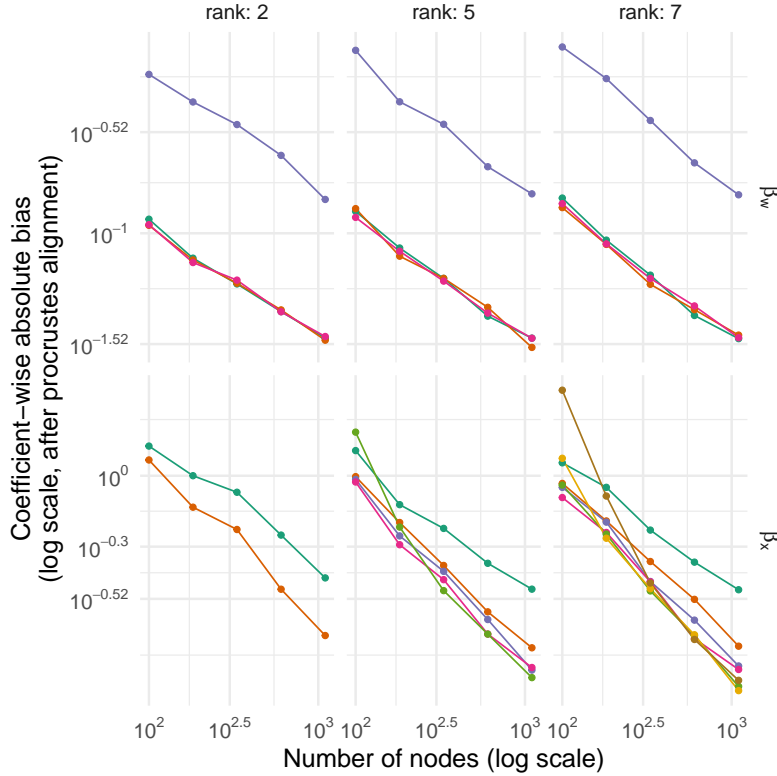 rank: 2 rank: 5 rank: 7
Coefficient−wise absolute bias
(log scale, after procrustes alignment)
10^−0.52
10^−1
10^−1.52
βw
10^0
10^−0.3
10^−0.52
βx
10^2 10^2.5 10^3 10^2 10^2.5 10^3 10^2 10^2.5 10^3
Number of nodes (log scale)